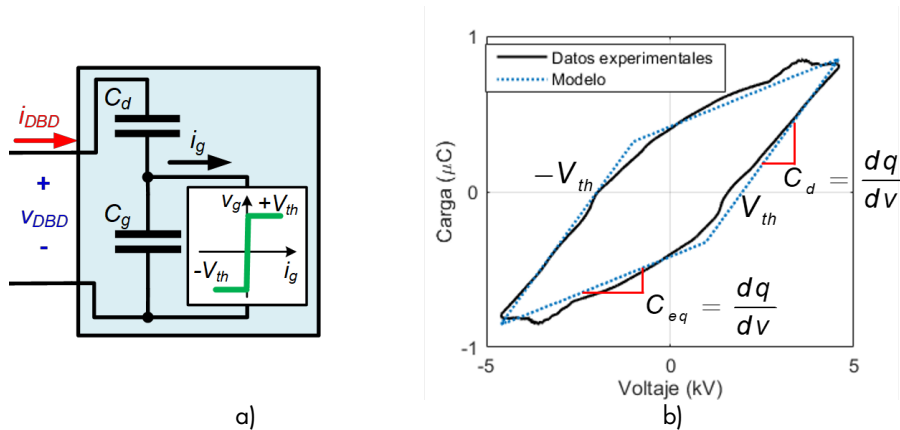 C_d
i_DBD
i_g
+
v_DBD
-
C_g
v_g
+V_th
-V_th
i_g
a)
1
Datos experimentales
Modelo
Carga (μC)
0
-1
-V_th
V_th
C_d = dq/dv
C_eq = dq/dv
-5
0
5
Voltaje (kV)
b)